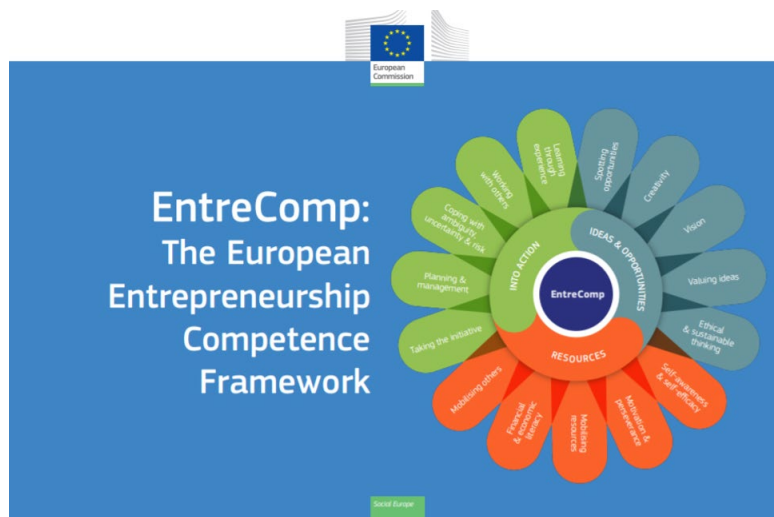 European
Commission
EntreComp:
The European
Entrepreneurship
Competence
Framework
Spotting
opportunities
Creativity
Vision
Valuing ideas
Ethical
& sustainable
thinking
Self-awareness
& self-efficacy
Motivation &
perseverance
Mobilising
resources
Financial
& economic
literacy
Mobilising others
Taking the initiative
Planning &
management
Coping with
ambiguity,
uncertainty & risk
Working
with others
Learning
through
experience
INTO ACTION
IDEAS & OPPORTUNITIES
RESOURCES
EntreComp
Social Europe